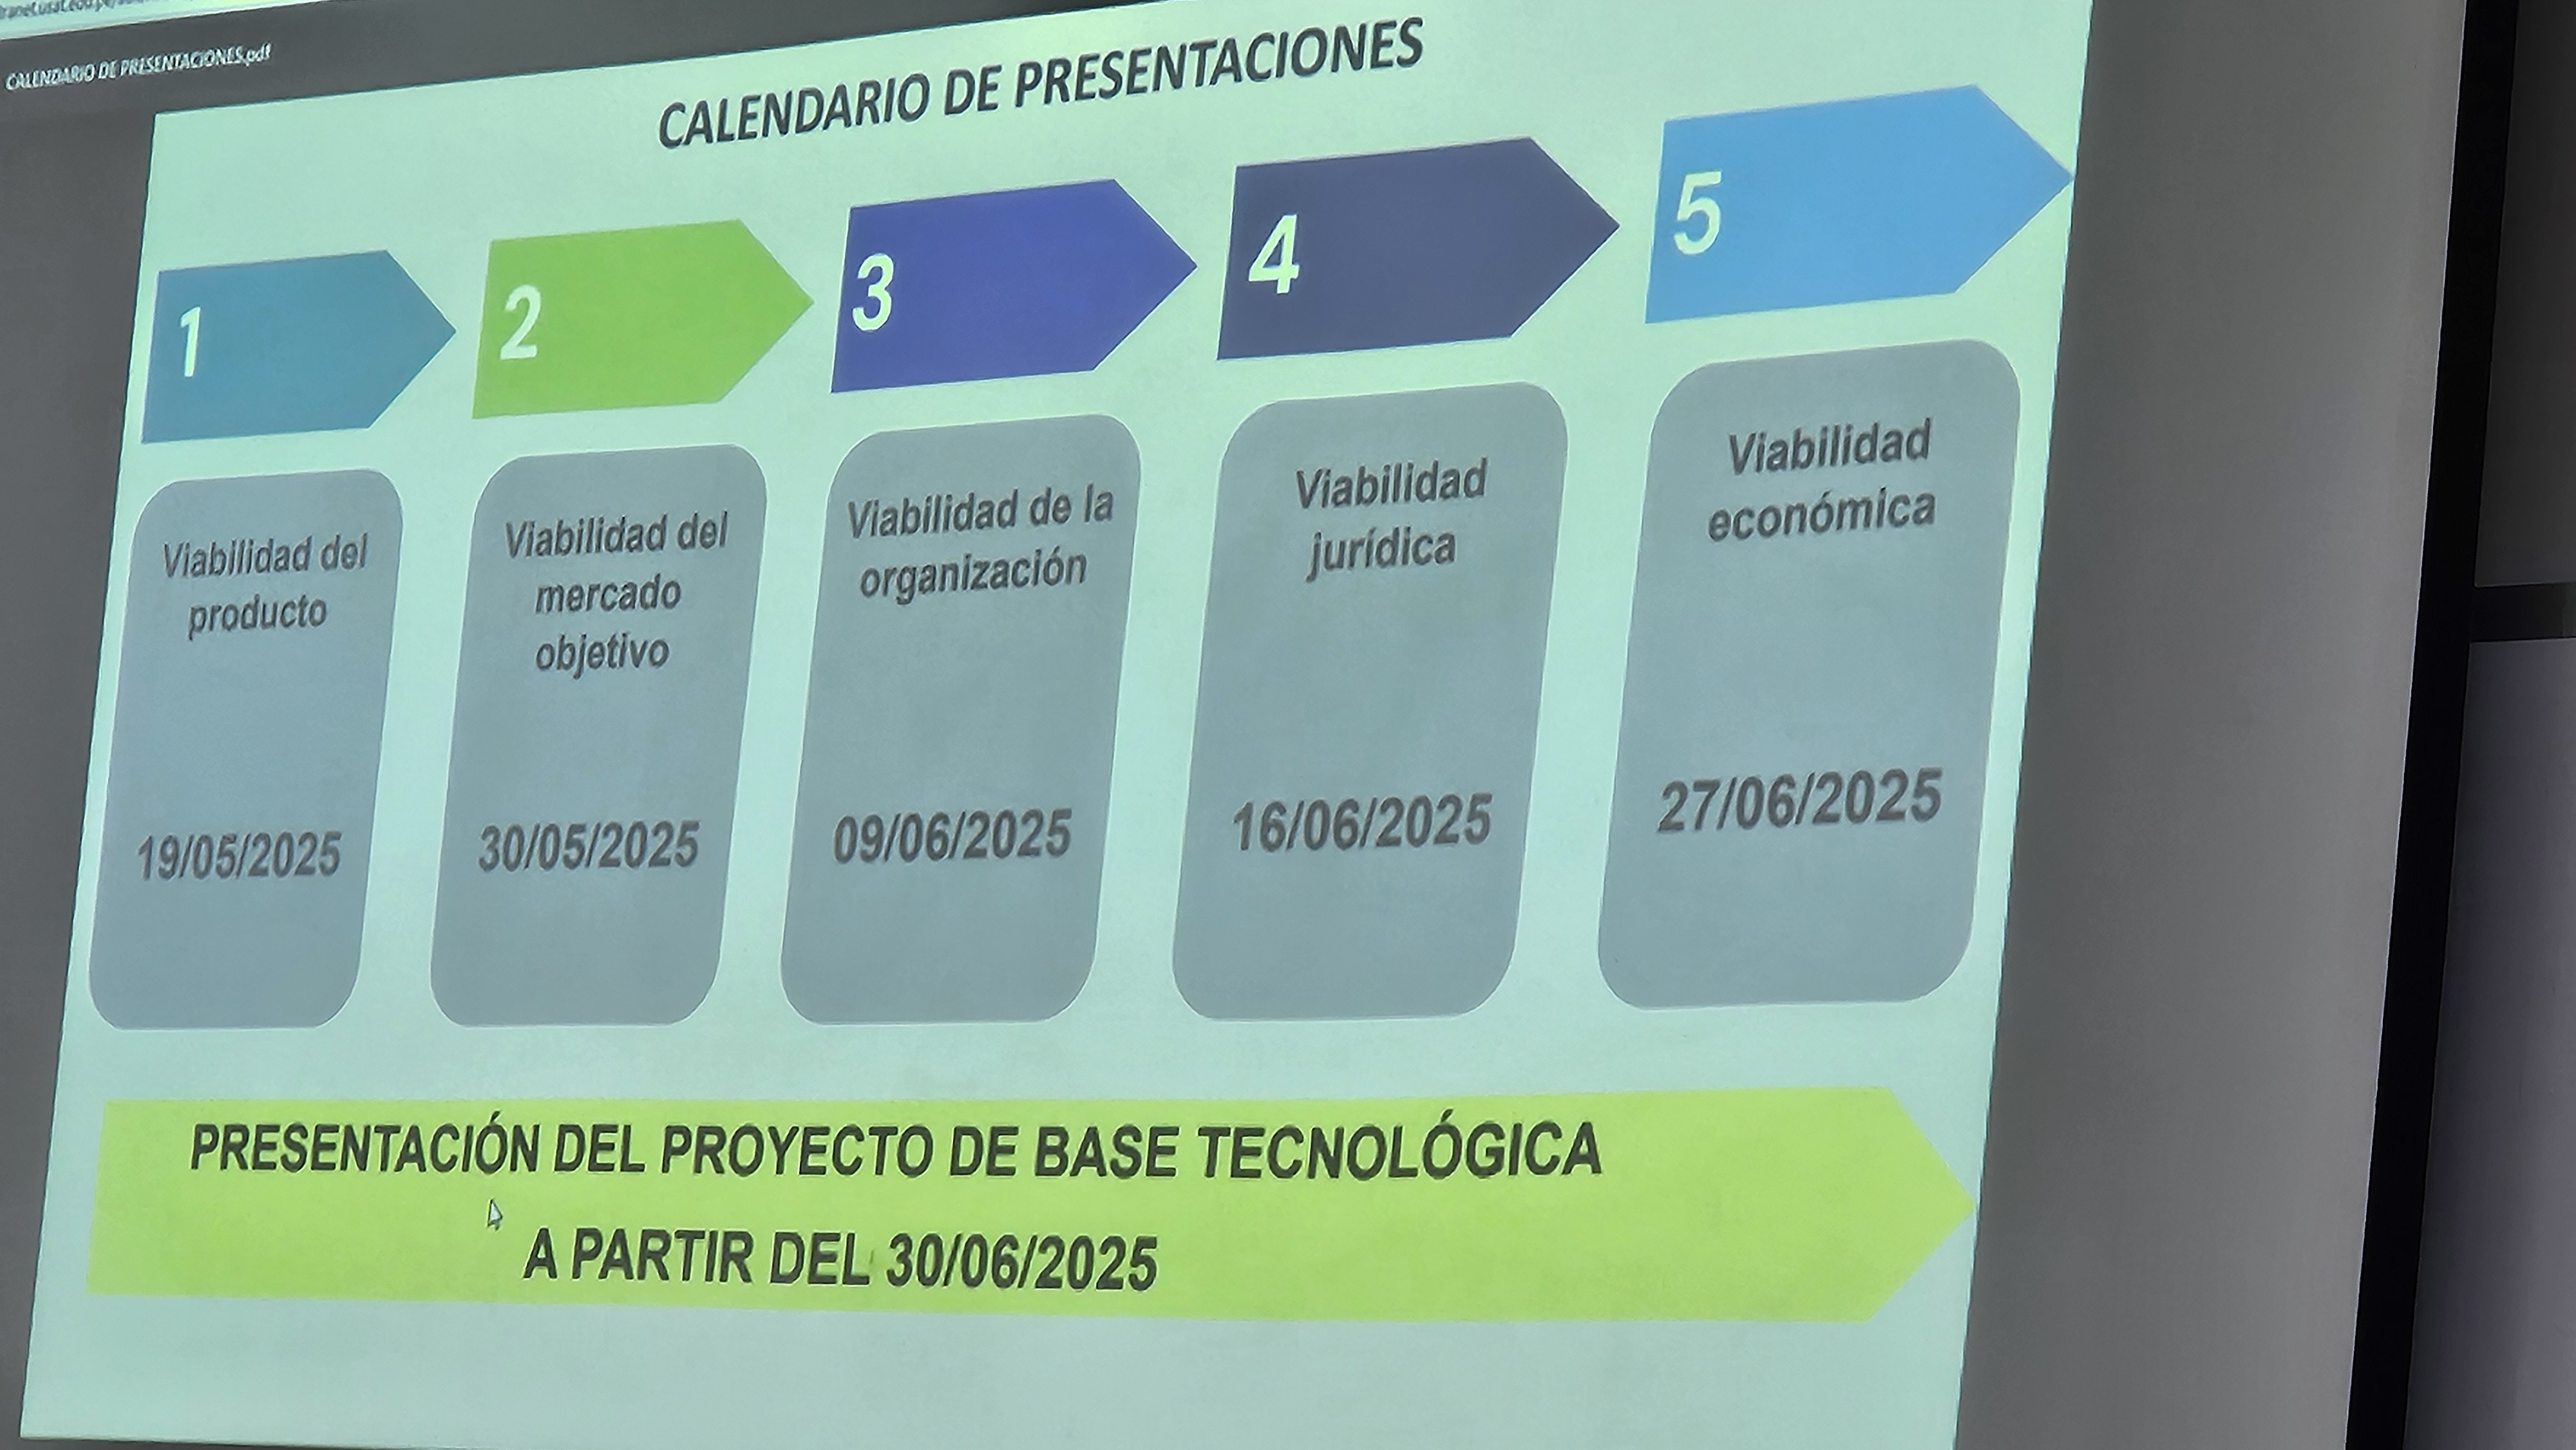 CALENDARIO DE PRESENTACIONES.pdf
CALENDARIO DE PRESENTACIONES
1
Viabilidad del
producto
19/05/2025
2
Viabilidad del
mercado
objetivo
30/05/2025
3
Viabilidad de la
organización
09/06/2025
4
Viabilidad
jurídica
16/06/2025
5
Viabilidad
económica
27/06/2025
PRESENTACIÓN DEL PROYECTO DE BASE TECNOLÓGICA
A PARTIR DEL 30/06/2025